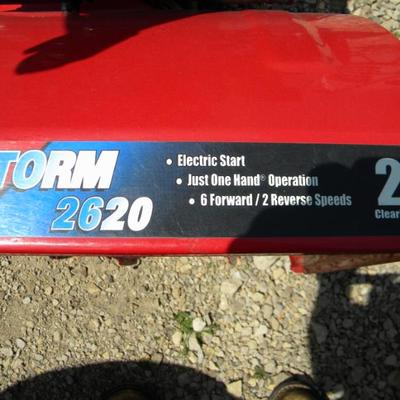 TORM
2620
• Electric Start
• Just One Hand® Operation
• 6 Forward / 2 Reverse Speeds
2
Clear